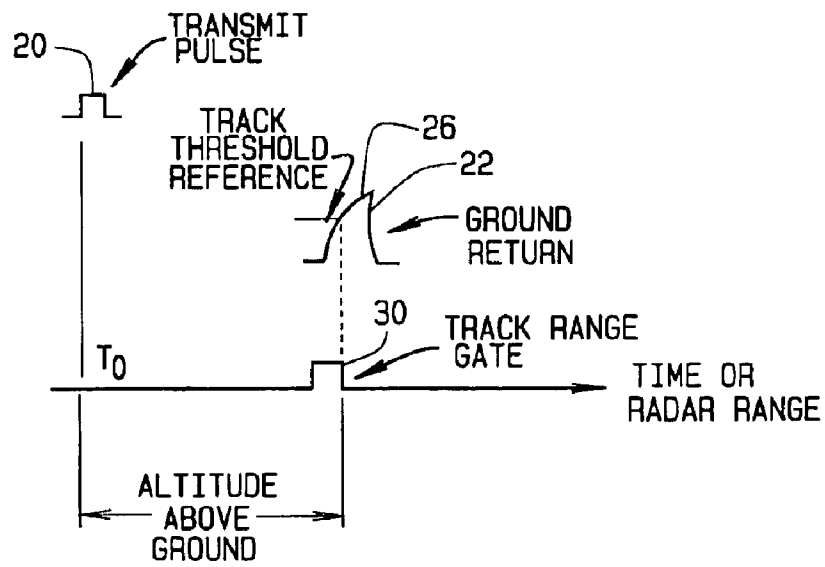 TRANSMIT
PULSE
20
TRACK
THRESHOLD
REFERENCE
26
22
GROUND
RETURN
30
TRACK RANGE
GATE
T0
TIME OR
RADAR RANGE
ALTITUDE
ABOVE
GROUND